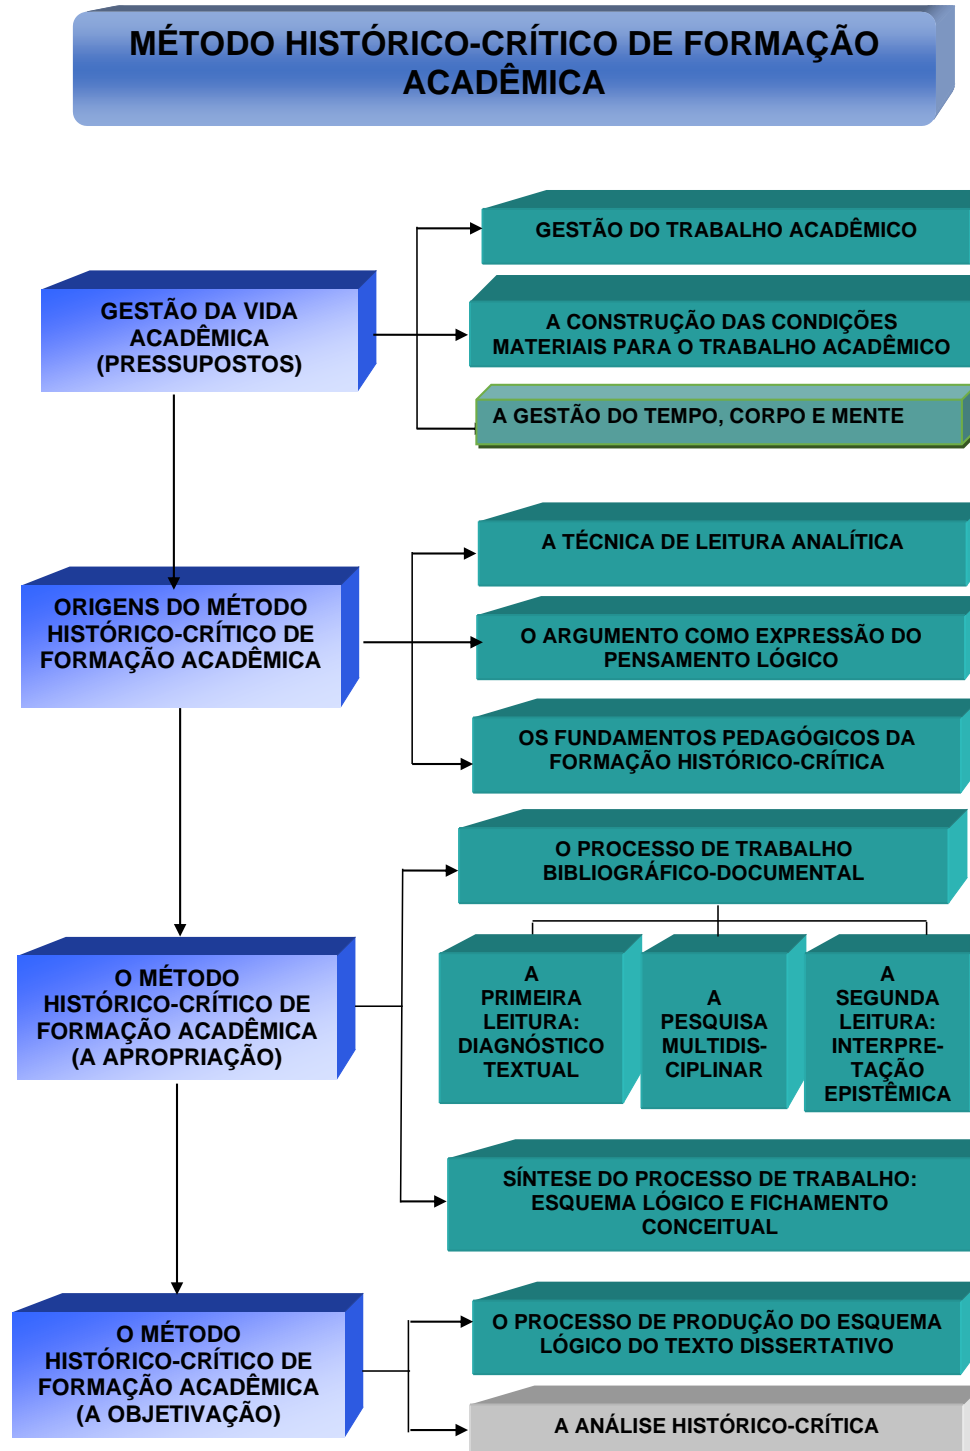 MÉTODO HISTÓRICO-CRÍTICO DE FORMAÇÃO
ACADÊMICA
GESTÃO DA VIDA
ACADÊMICA
(PRESSUPOSTOS)
GESTÃO DO TRABALHO ACADÊMICO
A CONSTRUÇÃO DAS CONDIÇÕES
MATERIAIS PARA O TRABALHO ACADÊMICO
A GESTÃO DO TEMPO, CORPO E MENTE
ORIGENS DO MÉTODO
HISTÓRICO-CRÍTICO DE
FORMAÇÃO ACADÊMICA
A TÉCNICA DE LEITURA ANALÍTICA
O ARGUMENTO COMO EXPRESSÃO DO
PENSAMENTO LÓGICO
OS FUNDAMENTOS PEDAGÓGICOS DA
FORMAÇÃO HISTÓRICO-CRÍTICA
O MÉTODO
HISTÓRICO-CRÍTICO DE
FORMAÇÃO ACADÊMICA
(A APROPRIAÇÃO)
O PROCESSO DE TRABALHO
BIBLIOGRÁFICO-DOCUMENTAL
A
PRIMEIRA
LEITURA:
DIAGNÓSTICO
TEXTUAL
A
PESQUISA
MULTIDIS-
CIPLINAR
A
SEGUNDA
LEITURA:
INTERPRE-
TAÇÃO
EPISTÊMICA
SÍNTESE DO PROCESSO DE TRABALHO:
ESQUEMA LÓGICO E FICHAMENTO
CONCEITUAL
O MÉTODO
HISTÓRICO-CRÍTICO DE
FORMAÇÃO ACADÊMICA
(A OBJETIVAÇÃO)
O PROCESSO DE PRODUÇÃO DO ESQUEMA
LÓGICO DO TEXTO DISSERTATIVO
A ANÁLISE HISTÓRICO-CRÍTICA